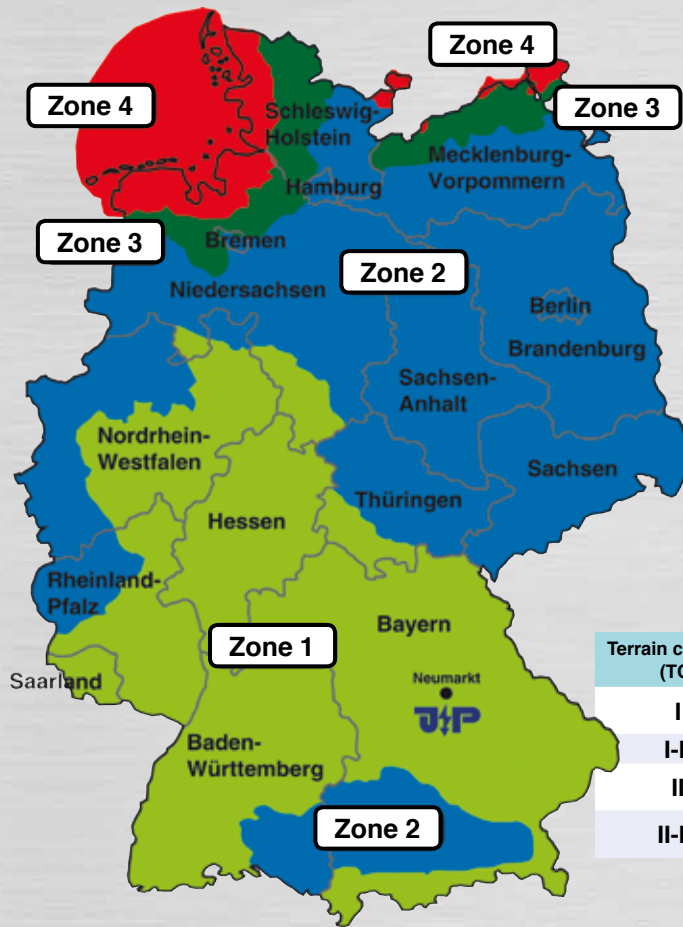 Zone 4
Zone 4
Zone 3
Schleswig-
Holstein
Mecklenburg-
Vorpommern
Hamburg
Zone 3
Bremen
Zone 2
Niedersachsen
Berlin
Brandenburg
Sachsen-
Anhalt
Nordrhein-
Westfalen
Sachsen
Thüringen
Hessen
Rheinland-
Pfalz
Bayern
Zone 1
Saarland
Neumarkt
J P
Baden-
Württemberg
Zone 2
Terrain
I
II